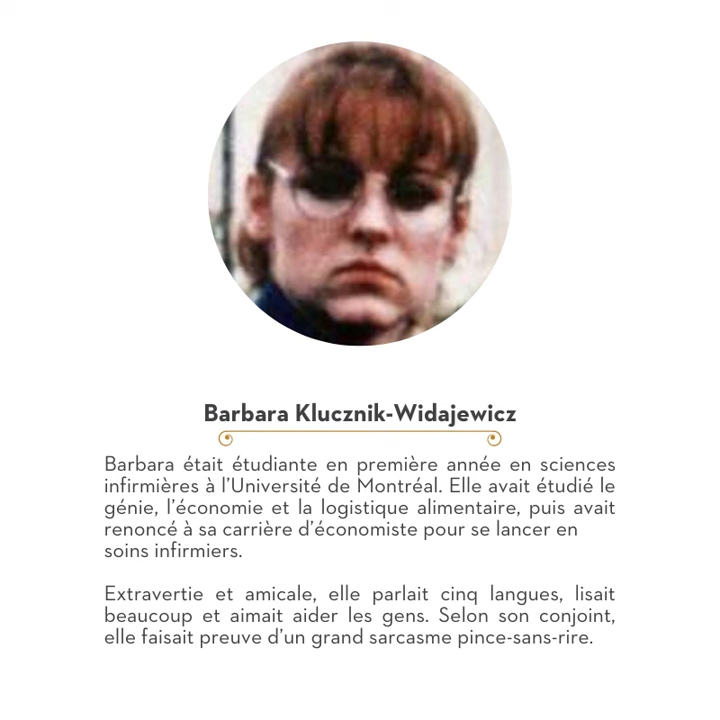 Barbara Klucznik-Widajewicz
Barbara était étudiante en première année en sciences
infirmières à l'Université de Montréal. Elle avait étudié le
génie, l'économie et la logistique alimentaire, puis avait
renoncé à sa carrière d'économiste pour se lancer en
soins infirmiers.
Extravertie et amicale, elle parlait cinq langues, lisait
beaucoup et aimait aider les gens. Selon son conjoint,
elle faisait preuve d'un grand sarcasme pince-sans-rire.